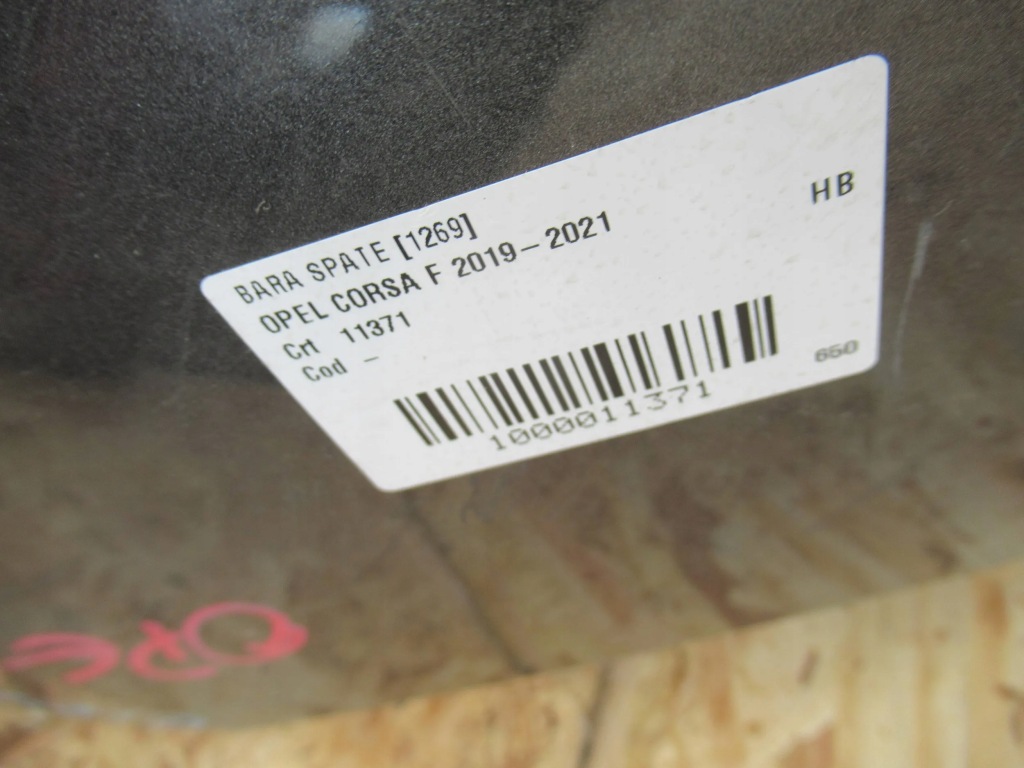 BARA SPATE [1269]
OPEL CORSA F 2019-2021
HB
Crt 11371
Cod -
1000011371
650